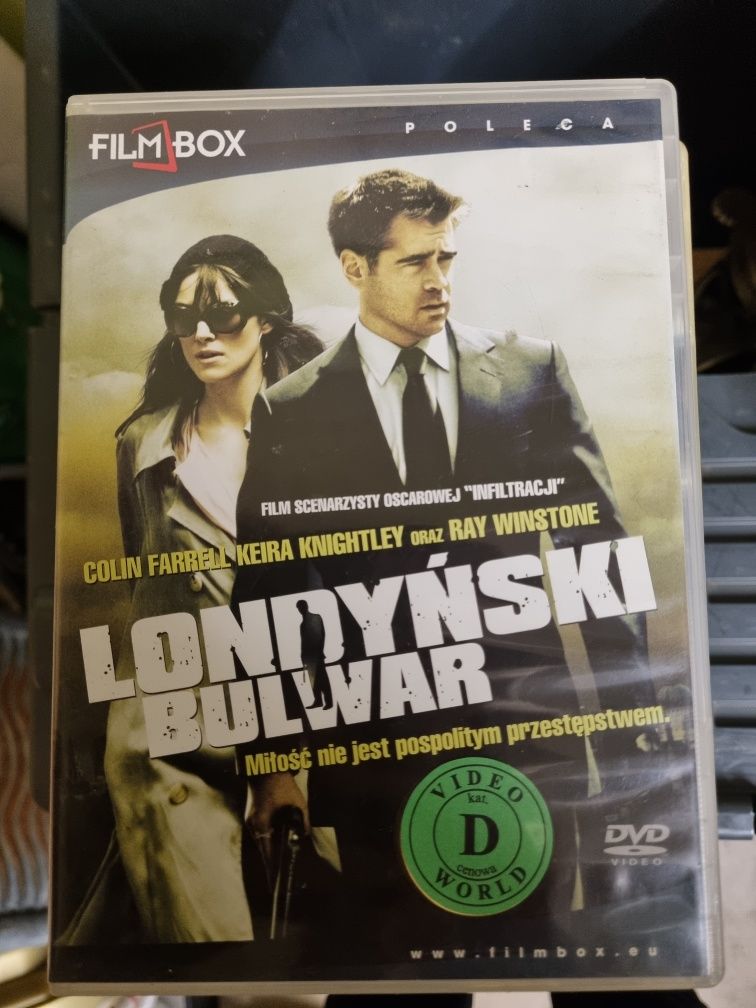 FILMBOX
POLECA
FILM SCENARZYSTY OSCAROWEJ "INFILTRACJI"
COLIN FARRELL KEIRA KNIGHTLEY ORAZ RAY WINSTONE
LONDYŃSKI
BULWAR
Miłość nie jest pospolitym przestępstwem.
VIDEO
kat.
D
cenowa
WORLD
DVD
VIDEO
www.filmbox.eu